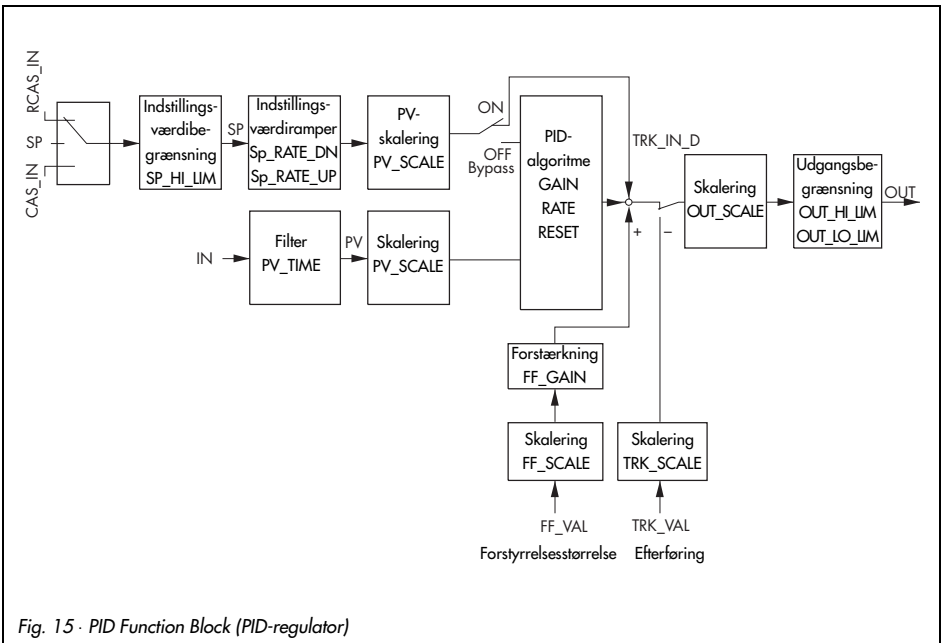 RCAS_IN
SP
CAS_IN
Indstillings-
værdibe-
grænsning
SP_HI_LIM
SP
Indstillings-
værdiramper
Sp_RATE_DN
Sp_RATE_UP
PV-
skalering
PV_SCALE
ON
OFF
Bypass
PID-
algoritme
GAIN
RATE
RESET
TRK_IN_D
+
–
Skalering
OUT_SCALE
Udgangsbe-
grænsning
OUT_HI_LIM
OUT_LO_LIM
OUT
IN
Filter
PV_TIME
PV
Skalering
PV_SCALE
Forstærkning
FF_GAIN
Skalering
FF_SCALE
Skalering
TRK_SCALE
FF_VAL
TRK_VAL
Forstyrrelsesstørrelse
Efterføring
Fig. 15 · PID Function Block (PID-regulator)